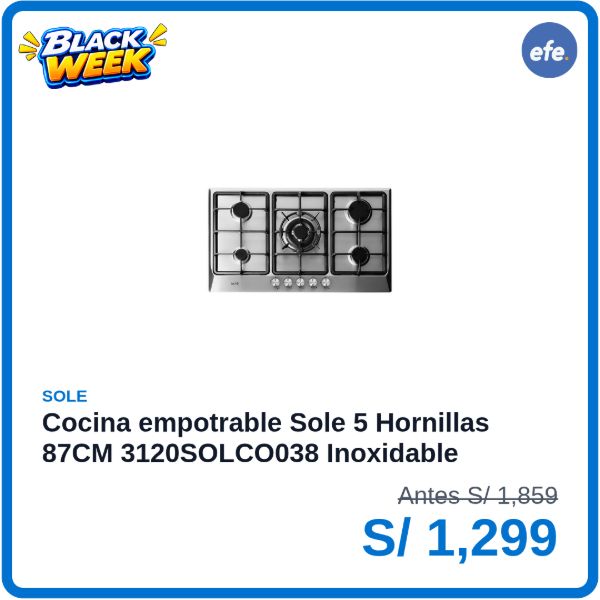 BLACK
WEEK
efe.
SOLE
Cocina empotrable Sole 5 Hornillas
87CM 3120SOLCO038 Inoxidable
Antes S/ 1,859
S/ 1,299